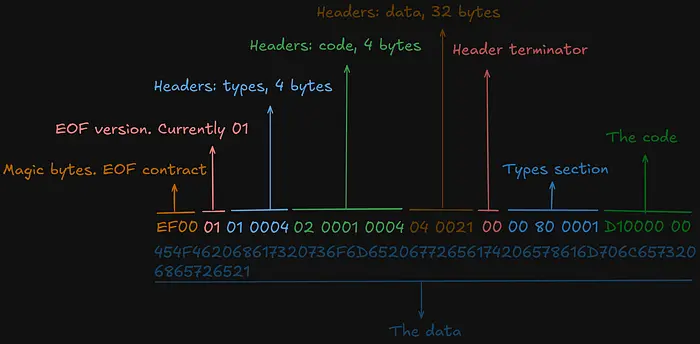 Headers: data, 32 bytes
Headers: code, 4 bytes
Header terminator
Headers: types, 4 bytes
EOF version. Currently 01
The code
Magic bytes. EOF contract
Types section
EF00 01 01 0004 02 0001 0004 04 0021 00 00 80 0001 D10000 00
454F462068617320736F6D65206772656174206578616D706C657320
6865726521
The data